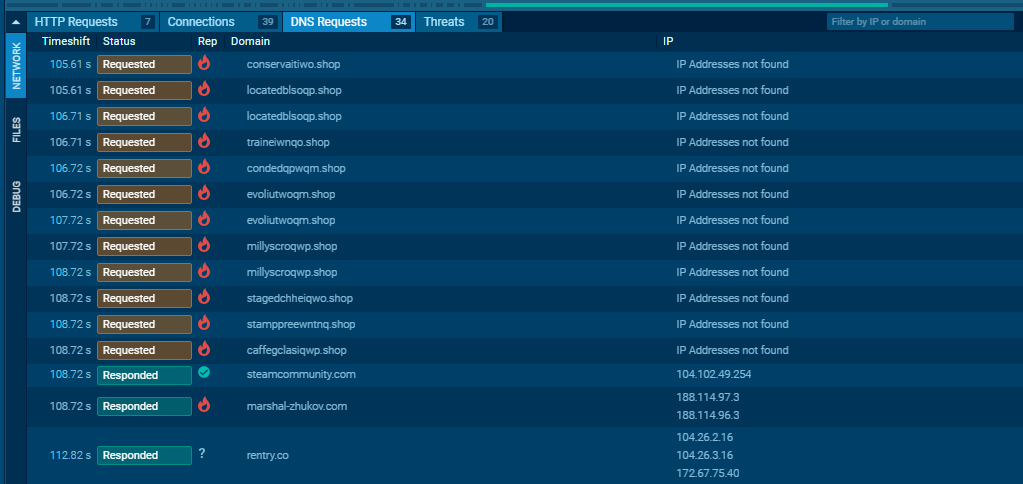 HTTP Requests 7 Connections 39 DNS Requests 34 Threats 20 Filter by IP or domain
NETWORK
FILES
DEBUG
Timeshift Status Rep Domain IP
105.61 s Requested conservaitiwo.shop IP Addresses not found
105.61 s Requested locatedblsoqp.shop IP Addresses not found
106.71 s Requested locatedblsoqp.shop IP Addresses not found
106.71 s Requested traineiwnqo.shop IP Addresses not found
106.72 s Requested condedqpwqm.shop IP Addresses not found
106.72 s Requested evoliutwoqm.shop IP Addresses not found
107.72 s Requested evoliutwoqm.shop IP Addresses not found
107.72 s Requested millyscroqwp.shop IP Addresses not found
108.72 s Requested millyscroqwp.shop IP Addresses not found
108.72 s Requested stagedchheiqwo.shop IP Addresses not found
108.72 s Requested stamppreewntnq.shop IP Addresses not found
108.72 s Requested caffegclasiqwp.shop IP Addresses not found
108.72 s Responded steamcommunity.com 104.102.49.254
108.72 s Responded marshal-zhukov.com 188.114.97.3
188.114.96.3
112.82 s Responded ? rentry.co 104.26.2.16
104.26.3.16
172.67.75.40